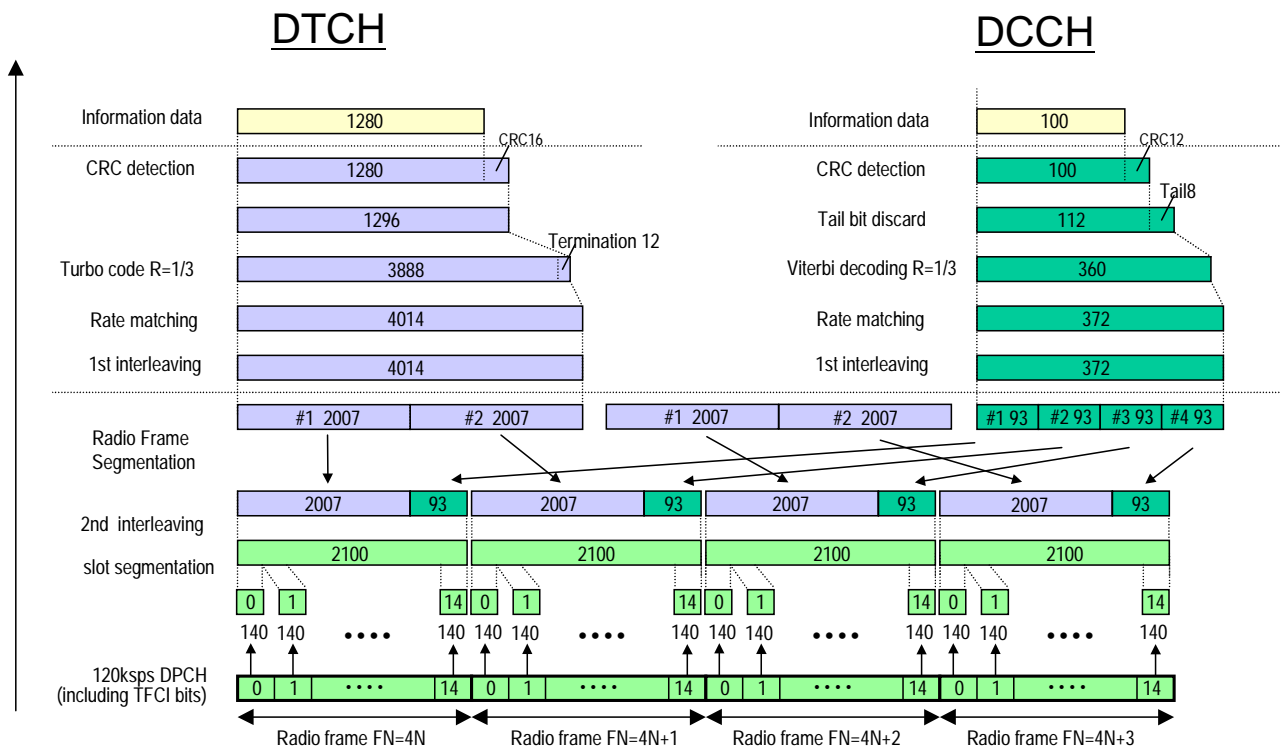 DTCH DCCH
Information data 1280 Information data 100
CRC16 CRC12
CRC detection 1280 CRC detection 100
Tail8
1296 Tail bit discard 112
Termination 12
Turbo code R=1/3 3888 Viterbi decoding R=1/3 360
Rate matching 4014 Rate matching 372
1st interleaving 4014 1st interleaving 372
#1 2007 #2 2007 #1 2007 #2 2007 #1 93 #2 93 #3 93 #4 93
Radio Frame
Segmentation
2007 93 2007 93 2007 93 2007 93
2nd interleaving
2100 2100 2100 2100
slot segmentation
0 1 14 0 1 14 0 1 14 0 1 14
140 140 •••• 140 140 140 •••• 140 140 140 •••• 140 140 140 •••• 140
120ksps DPCH
(including TFCI bits)
0 1 •••• 14 0 1 •••• 14 0 1 •••• 14 0 1 •••• 14
Radio frame FN=4N Radio frame FN=4N+1 Radio frame FN=4N+2 Radio frame FN=4N+3